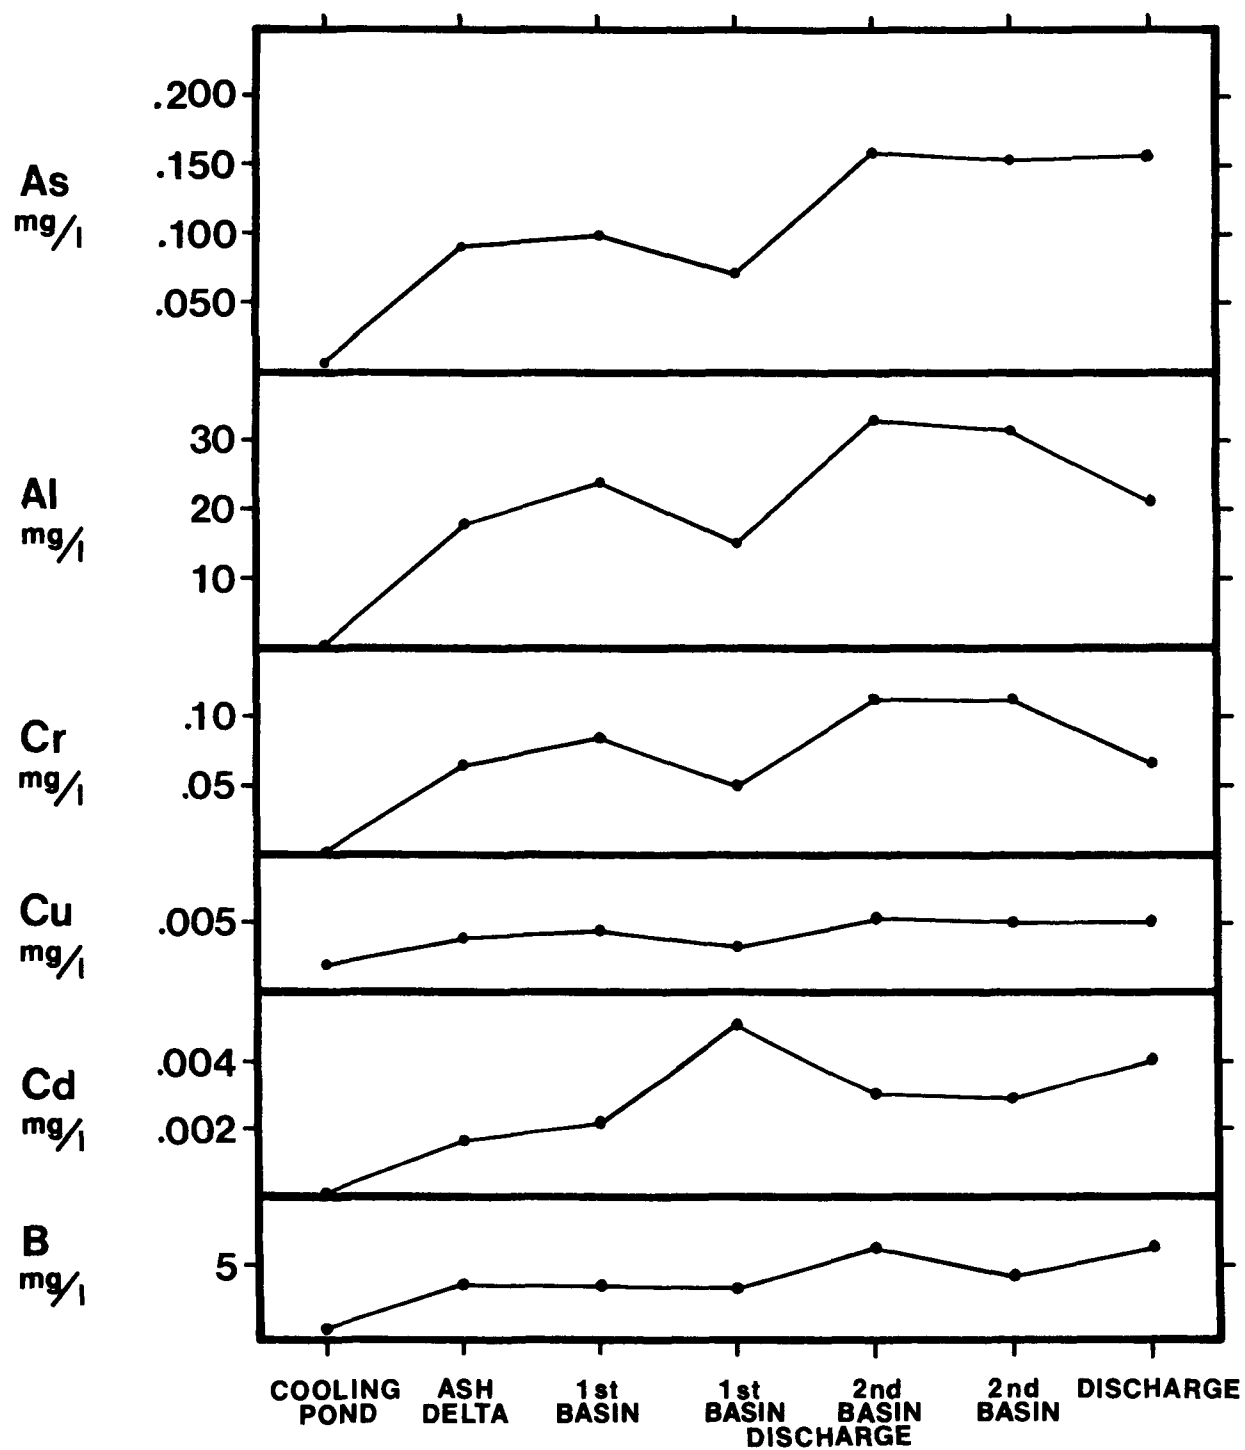 As
mg/l
.200
.150
.100
.050
Al
mg/l
30
20
10
Cr
mg/l
.10
.05
Cu
mg/l
.005
Cd
mg/l
.004
.002
B
mg/l
5
COOLING POND
ASH DELTA
1st BASIN
1st BASIN
2nd BASIN
DISCHARGE
2nd BASIN
DISCHARGE